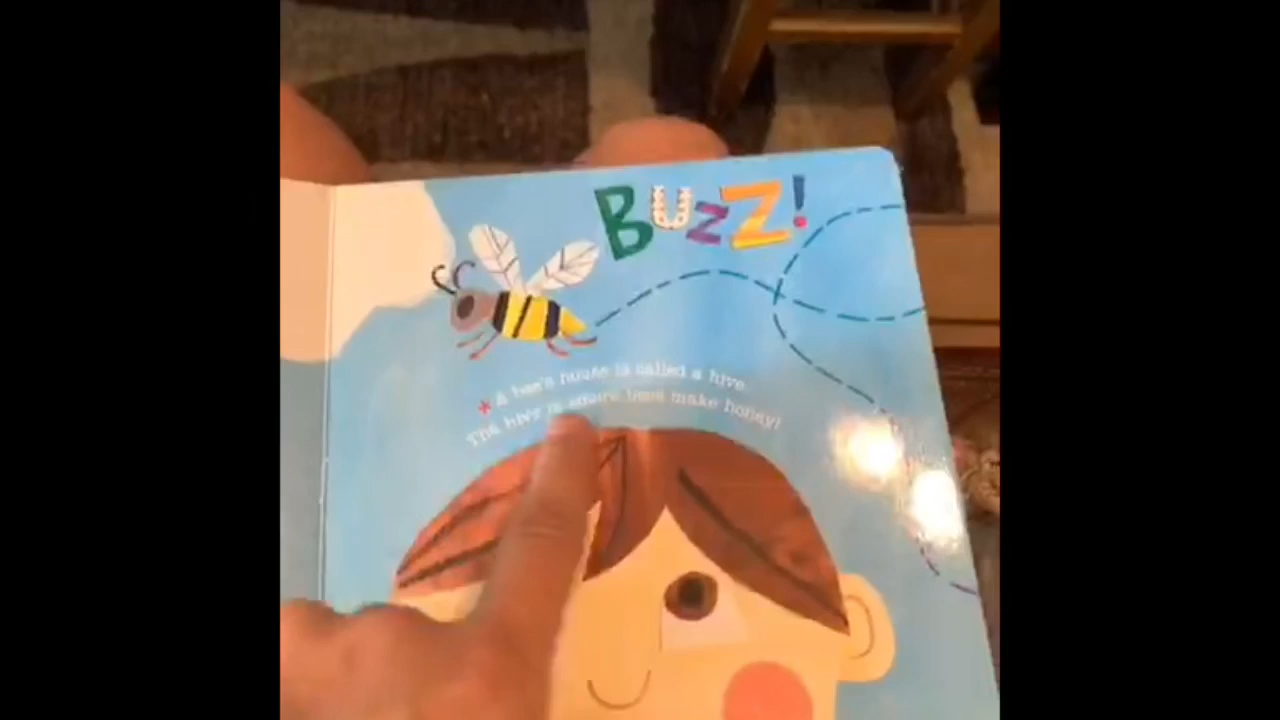 BUZZ!
* A bee's house is called a hive.
The hive is where bees make honey!